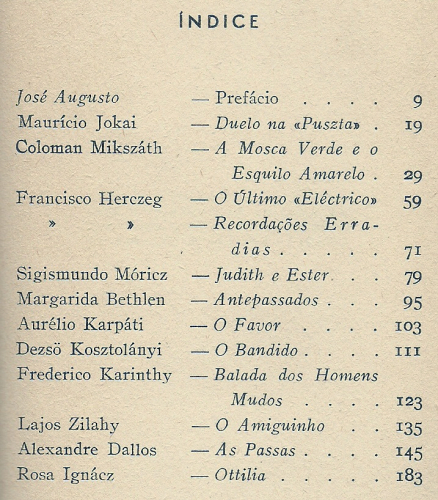 ÍNDICE
José Augusto — Prefácio . . . . 9
Maurício Jokai — Duelo na «Puszta» . 19
Coloman Mikszáth — A Mosca Verde e o
Esquilo Amarelo . 29
Francisco Herczeg — O Último «Eléctrico» 59
» » — Recordações Erra-
dias . . . . . 71
Sigismundo Móricz — Judith e Ester . . . 79
Margarida Bethlen — Antepassados . . . 95
Aurélio Karpáti — O Favor . . . . 103
Dezsö Kosztolányi — O Bandido . . . . 111
Frederico Karinthy — Balada dos Homens
Mudos . . . . 123
Lajos Zilahy — O Amiguinho . . . 135
Alexandre Dallos — As Passas . . . . 145
Rosa Ignácz — Ottilia . . . . . 183